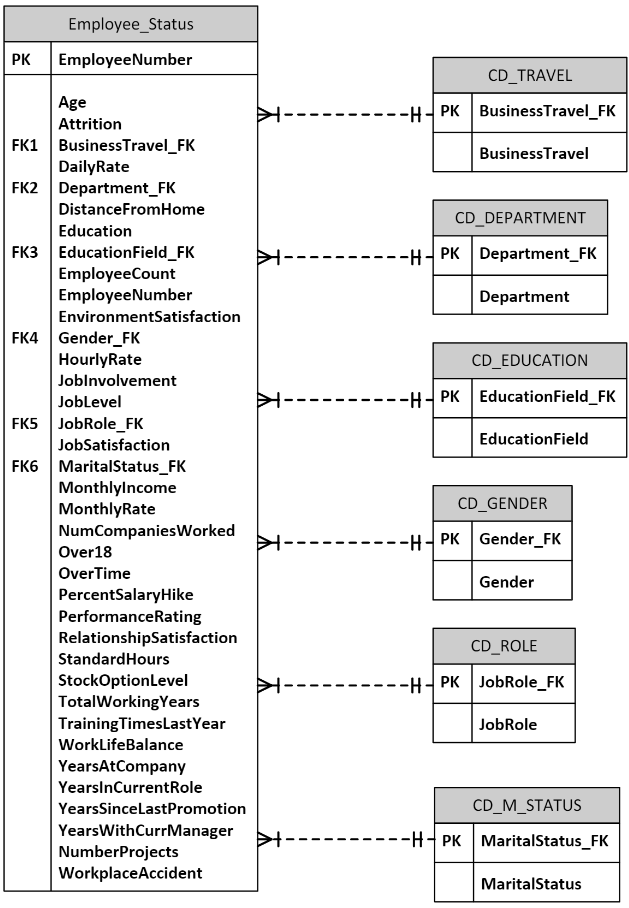 Employee_Status
PK EmployeeNumber
Age
Attrition
FK1 BusinessTravel_FK
DailyRate
FK2 Department_FK
DistanceFromHome
Education
FK3 EducationField_FK
EmployeeCount
EmployeeNumber
EnvironmentSatisfaction
FK4 Gender_FK
HourlyRate
JobInvolvement
JobLevel
FK5 JobRole_FK
JobSatisfaction
FK6 MaritalStatus_FK
MonthlyIncome
MonthlyRate
NumCompaniesWorked
Over18
OverTime
PercentSalaryHike
PerformanceRating
RelationshipSatisfaction
StandardHours
StockOptionLevel
TotalWorkingYears
TrainingTimesLastYear
WorkLifeBalance
YearsAtCompany
YearsInCurrentRole
YearsSinceLastPromotion
YearsWithCurrManager
NumberProjects
WorkplaceAccident
CD_TRAVEL
PK BusinessTravel_FK
BusinessTravel
CD_DEPARTMENT
PK Department_FK
Department
CD_EDUCATION
PK EducationField_FK
EducationField
CD_GENDER
PK Gender_FK
Gender
CD_ROLE
PK JobRole_FK
JobRole
CD_M_STATUS
PK MaritalStatus_FK
MaritalStatus